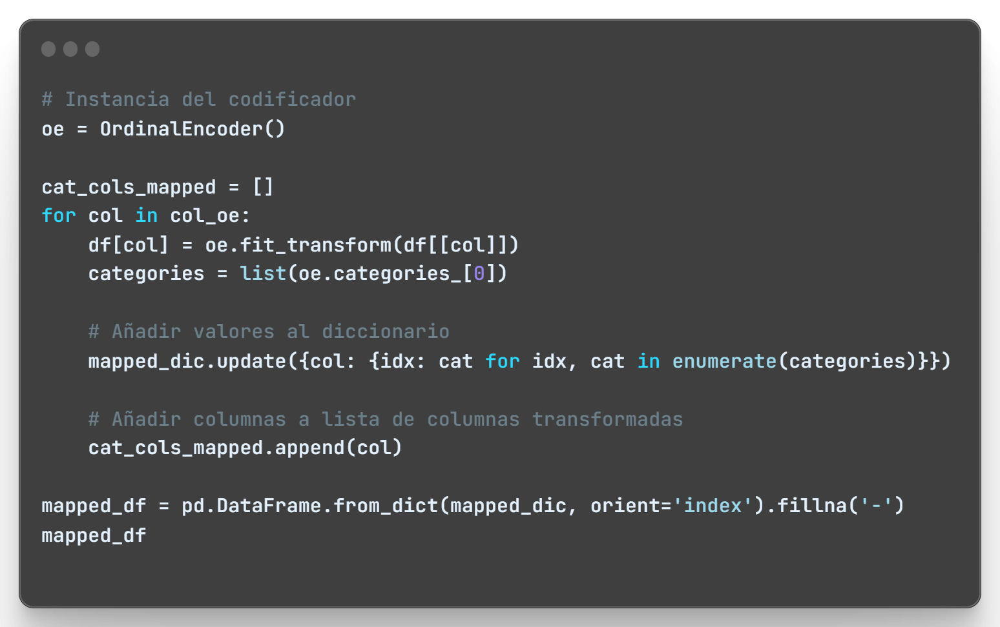 # Instancia del codificador
oe = OrdinalEncoder()
cat_cols_mapped = []
for col in col_oe:
    df[col] = oe.fit_transform(df[[col]])
    categories = list(oe.categories_[0])
    # Añadir valores al diccionario
    mapped_dic.update({col: {idx: cat for idx, cat in enumerate(categories)}})
    # Añadir columnas a lista de columnas transformadas
    cat_cols_mapped.append(col)
mapped_df = pd.DataFrame.from_dict(mapped_dic, orient='index').fillna('-')
mapped_df